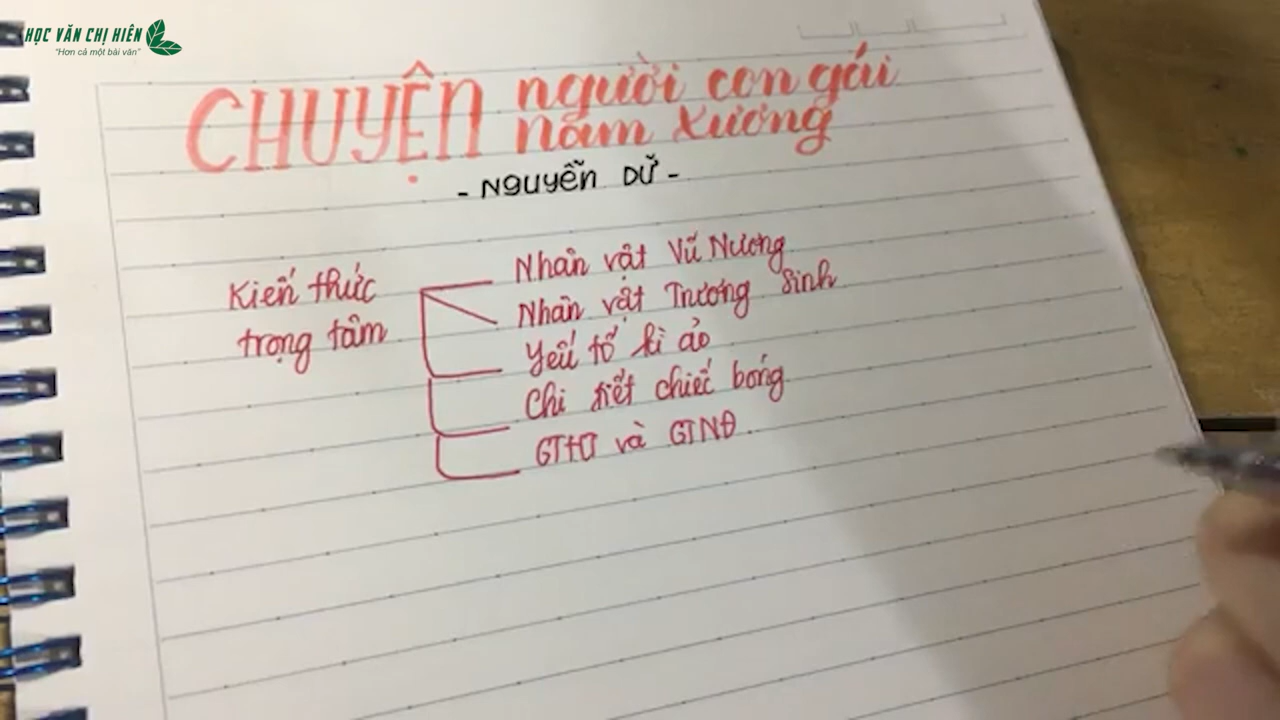 HỌC VĂN CHỊ HIÊN
"Hơn cả một bài văn"
CHUYỆN người con gái
nam Xương
- NGUYỄN DỮ -
Kiến thức
trọng tâm
Nhân vật Vũ Nương
Nhân vật Trương Sinh
Yếu tố kì ảo
Chi tiết chiếc bóng
GTHT và GTNĐ